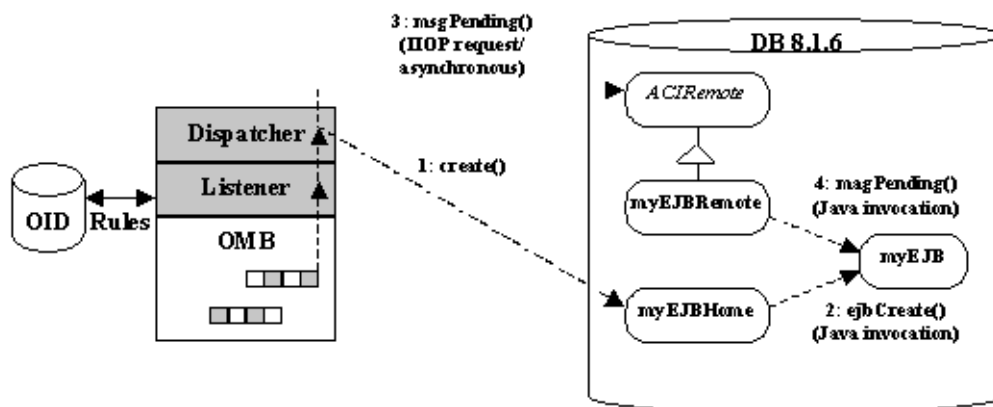 3: msgPending()
(IIOP request/
asynchronous)
DB 8.1.6
ACIRemote
Dispatcher
1: create()
Listener
OID
Rules
myEJBRemote
4: magPending()
(Java invocation)
OMB
myEJB
myEJBHome
2: ejbCreate()
(Java invocation)